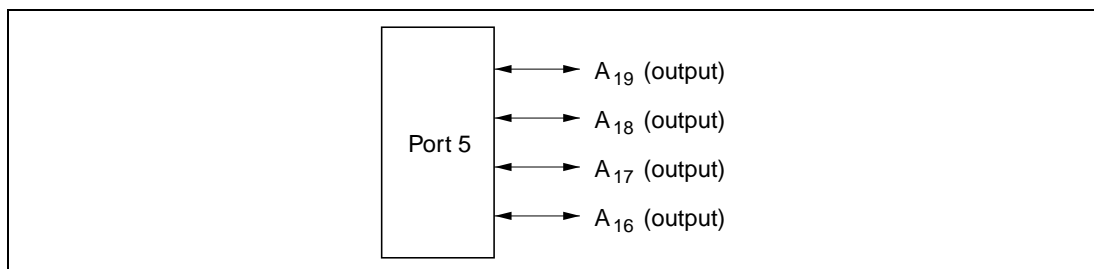 A19 (output)
A18 (output)
Port 5
A17 (output)
A16 (output)